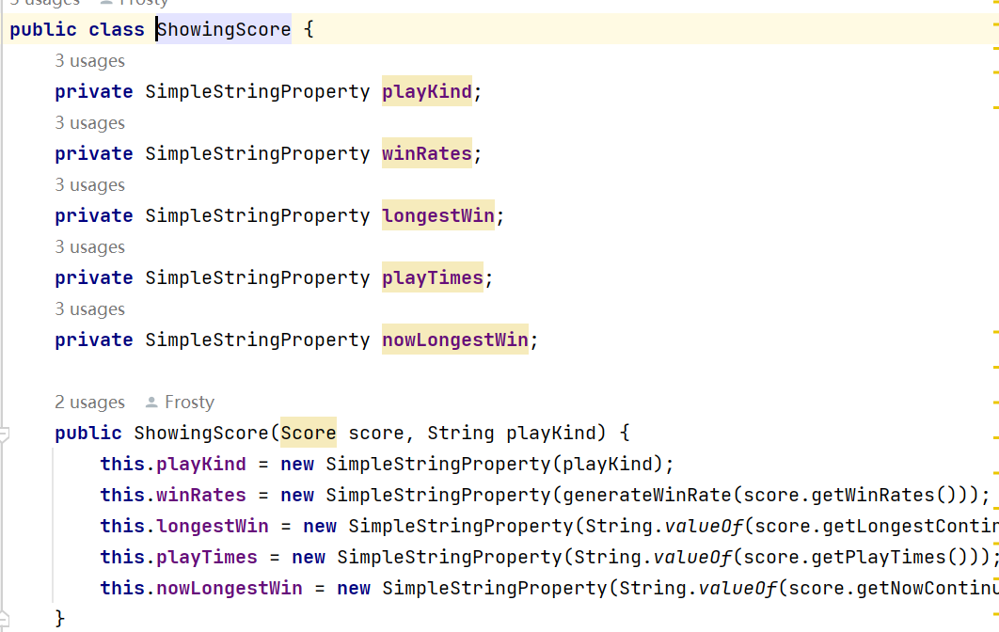 usages Frosty
public class ShowingScore {
3 usages
private SimpleStringProperty playKind;
3 usages
private SimpleStringProperty winRates;
3 usages
private SimpleStringProperty longestWin;
3 usages
private SimpleStringProperty playTimes;
3 usages
private SimpleStringProperty nowLongestWin;
2 usages Frosty
public ShowingScore(Score score, String playKind) {
this.playKind = new SimpleStringProperty(playKind);
this.winRates = new SimpleStringProperty(generateWinRate(score.getWinRates()));
this.longestWin = new SimpleStringProperty(String.valueOf(score.getLongestContin
this.playTimes = new SimpleStringProperty(String.valueOf(score.getPlayTimes()));
this.nowLongestWin = new SimpleStringProperty(String.valueOf(score.getNowContinu
}